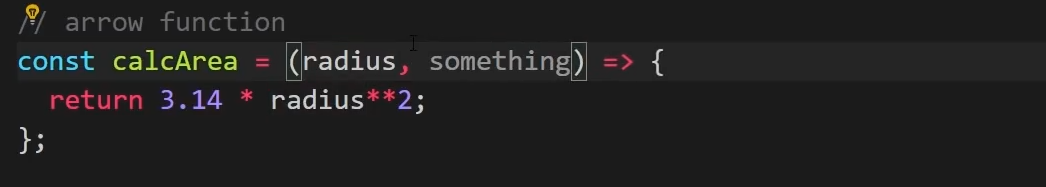 // arrow function
const calcArea = (radius, something) => {
  return 3.14 * radius**2;
};